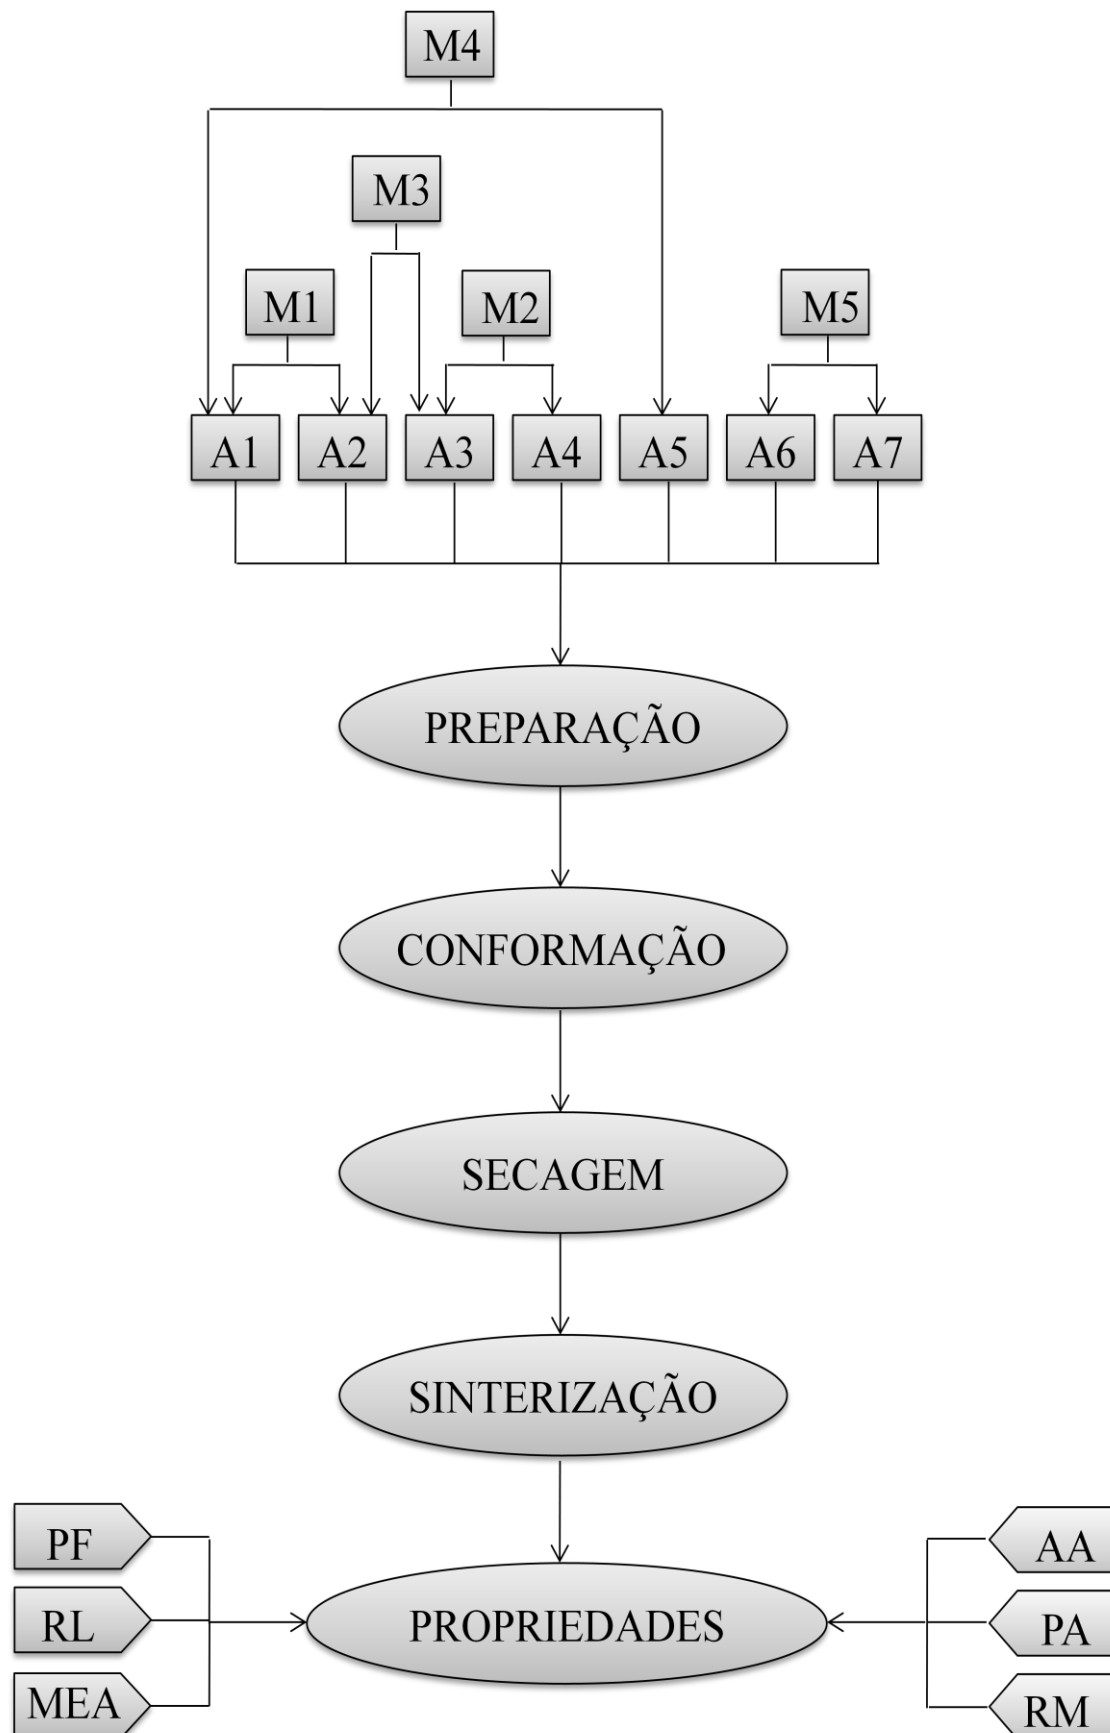 M4
M3
M1
M2
M5
A1
A2
A3
A4
A5
A6
A7
PREPARAÇÃO
CONFORMAÇÃO
SECAGEM
SINTERIZAÇÃO
PF
RL
MEA
PROPRIEDADES
AA
PA
RM